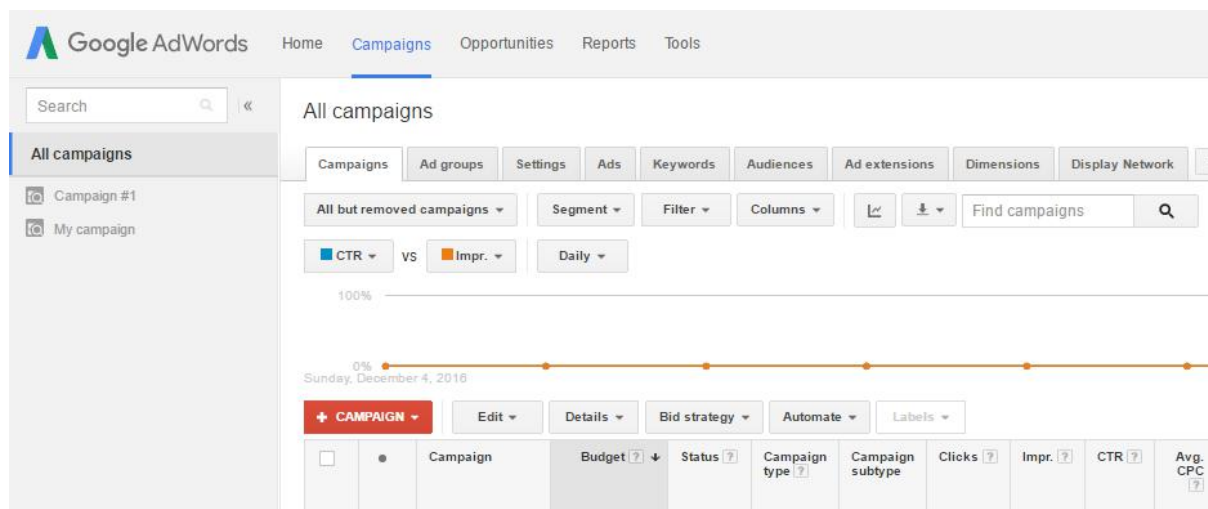 Google AdWords Home Campaigns Opportunities Reports Tools
Search «
All campaigns
All campaigns
Campaign #1
My campaign
Campaigns Ad groups Settings Ads Keywords Audiences Ad extensions Dimensions Display Network
All but removed campaigns Segment Filter Columns Find campaigns
CTR VS Impr. Daily
100%
0%
Sunday, December 4, 2016
+ CAMPAIGN Edit Details Bid strategy Automate Labels
Campaign Budget ? Status ? Campaign type ? Campaign subtype Clicks ? Impr. ? CTR ? Avg. CPC ?